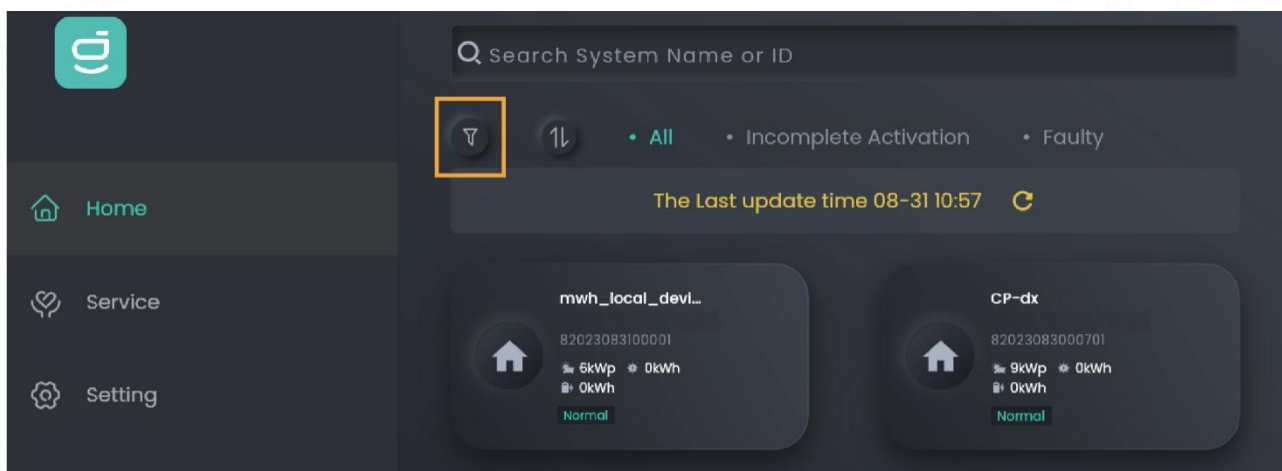 Search System Name or ID
All
Incomplete Activation
Faulty
The Last update time 08-31 10:57
Home
Service
Setting
mwh_local_devi...
82023083100001
6kWp 0kWh
0kWh
Normal
CP-dx
82023083000701
9kWp 0kWh
0kWh
Normal